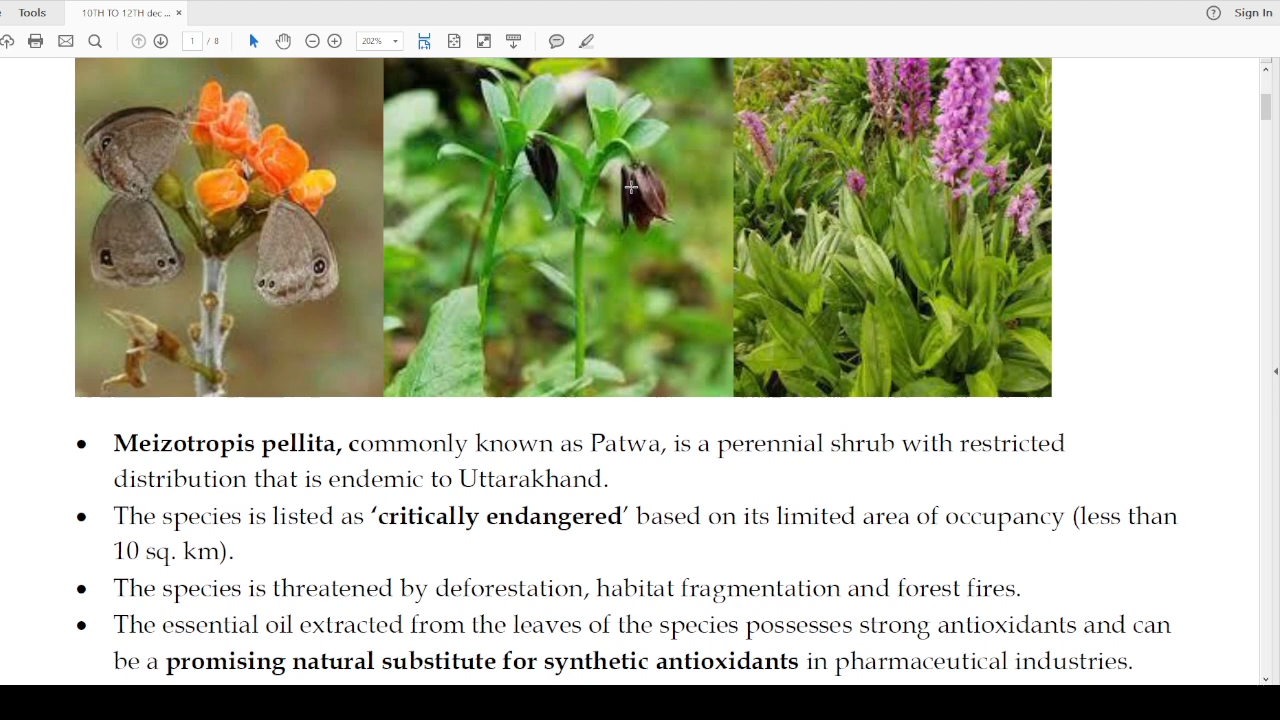 Tools
10TH TO 12TH dec ... ×
Sign In
1 / 8
202%
• Meizotropis pellita, commonly known as Patwa, is a perennial shrub with restricted
distribution that is endemic to Uttarakhand.
• The species is listed as ‘critically endangered’ based on its limited area of occupancy (less than
10 sq. km).
• The species is threatened by deforestation, habitat fragmentation and forest fires.
• The essential oil extracted from the leaves of the species possesses strong antioxidants and can
be a promising natural substitute for synthetic antioxidants in pharmaceutical industries.